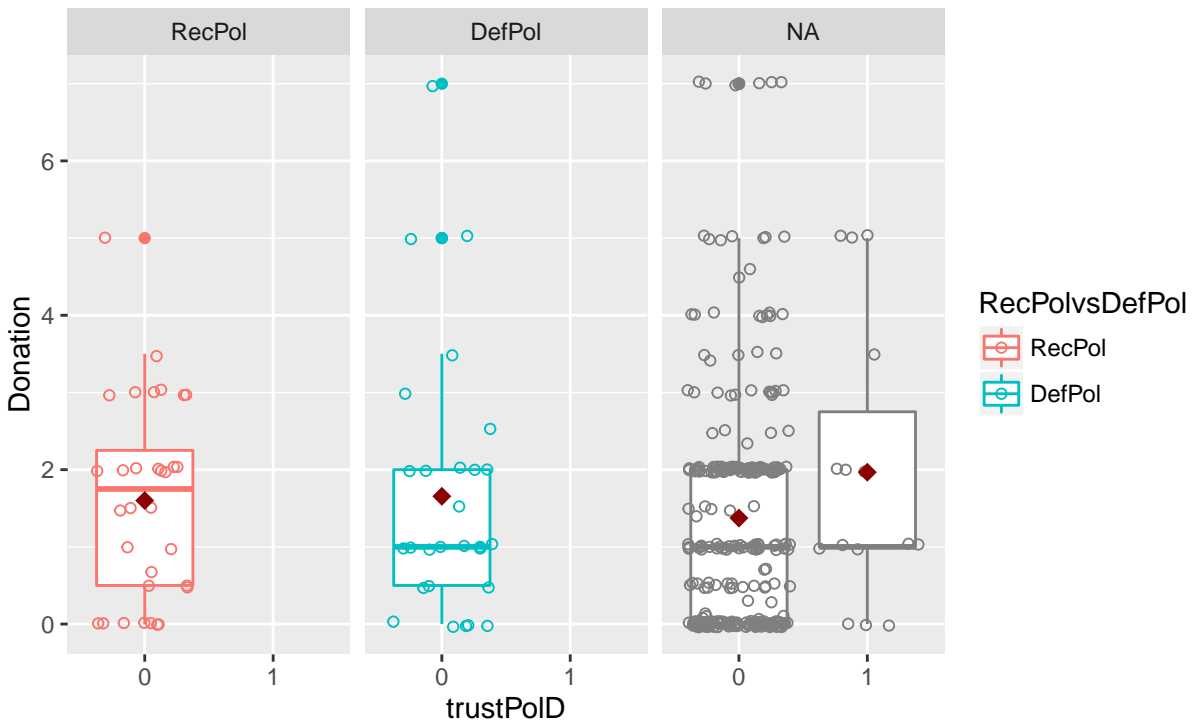 RecPol DefPol NA
Donation
6
4
2
0
0 1 0 1 0 1
trustPolD
RecPolvsDefPol
RecPol
DefPol